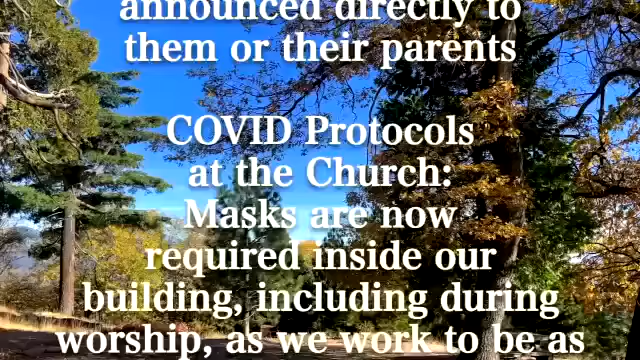 announced directly to
them or their parents
COVID Protocols
at the Church:
Masks are now
required inside our
building, including during
worship, as we work to be as